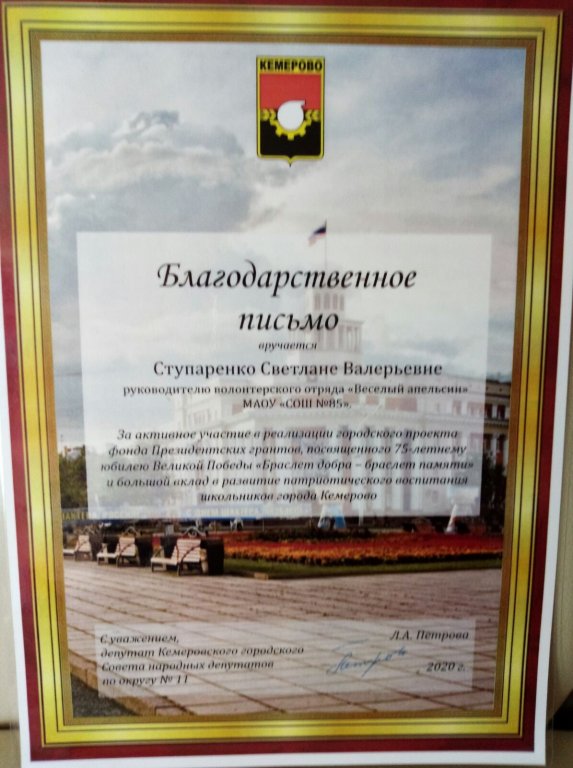 КЕМЕРОВО
Благодарственное
письмо
вручается
Ступаренко Светлане Валерьевне
руководителю волонтерского отряда «Веселый апельсин»
МАОУ «СОШ №85».
За активное участие в реализации городского проекта
фонда Президентских грантов, посвященного 75-летнему
юбилею Великой Победы «Браслет добра – браслет памяти»
и большой вклад в развитие патриотического воспитания
школьников города Кемерово
С уважением,
депутат Кемеровского городского
Совета народных депутатов
по округу № 11
Л.А. Петрова
2020 г.